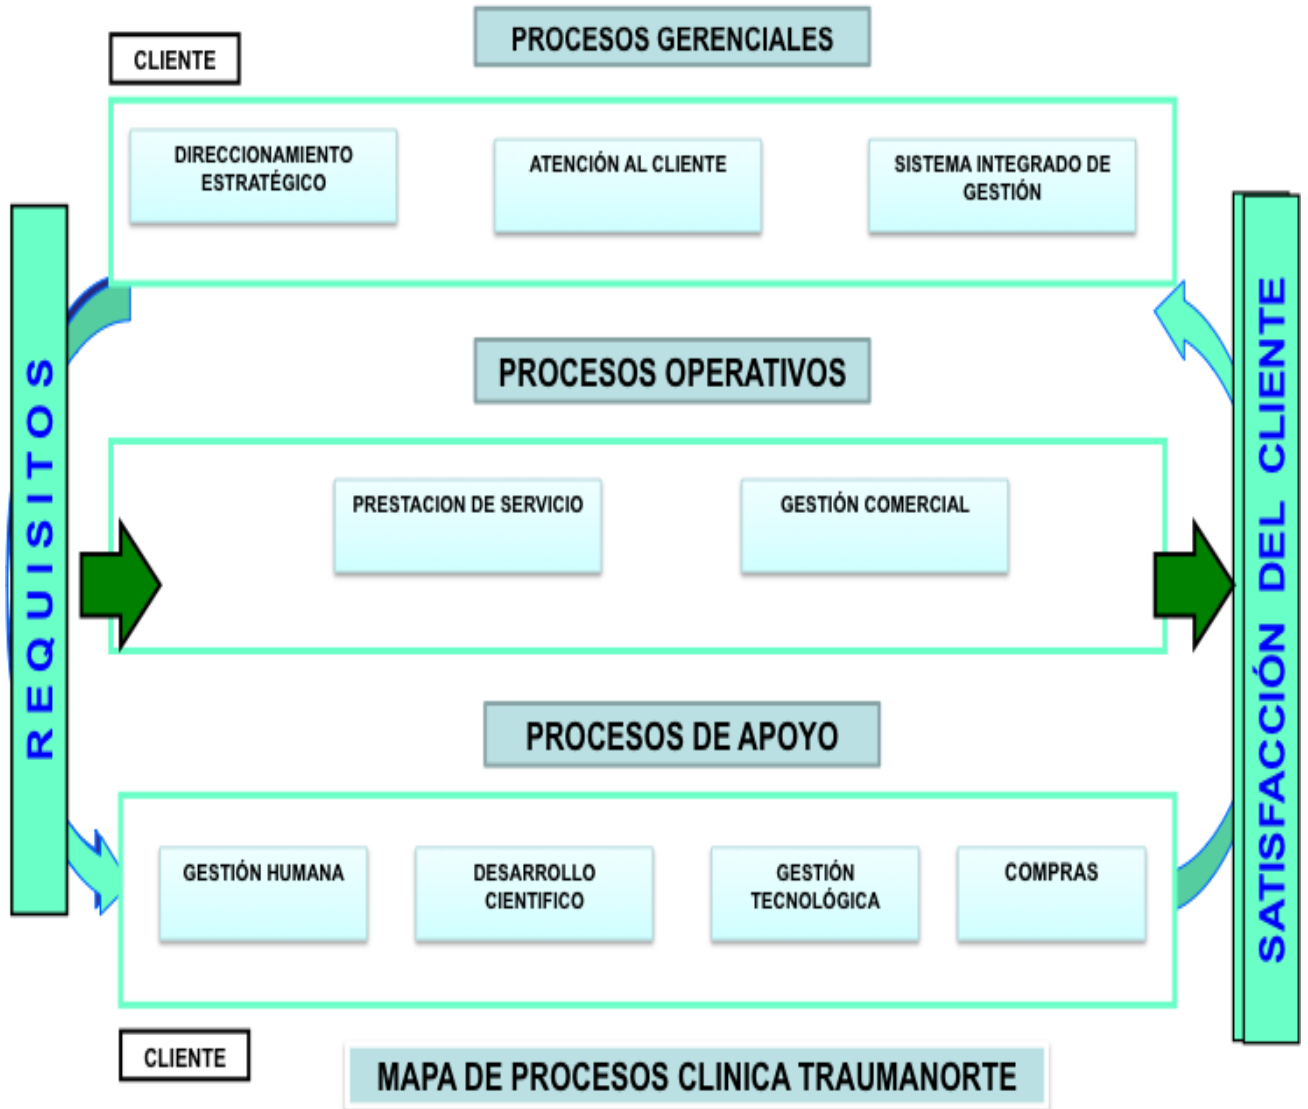 PROCESOS GERENCIALES
CLIENTE
DIRECCIONAMIENTO
ESTRATÉGICO
ATENCIÓN AL CLIENTE
SISTEMA INTEGRADO DE
GESTIÓN
REQUISITOS
SATISFACCIÓN DEL CLIENTE
PROCESOS OPERATIVOS
PRESTACION DE SERVICIO
GESTIÓN COMERCIAL
PROCESOS DE APOYO
GESTIÓN HUMANA
DESARROLLO
CIENTIFICO
GESTIÓN
TECNOLÓGICA
COMPRAS
CLIENTE
MAPA DE PROCESOS CLINICA TRAUMANORTE